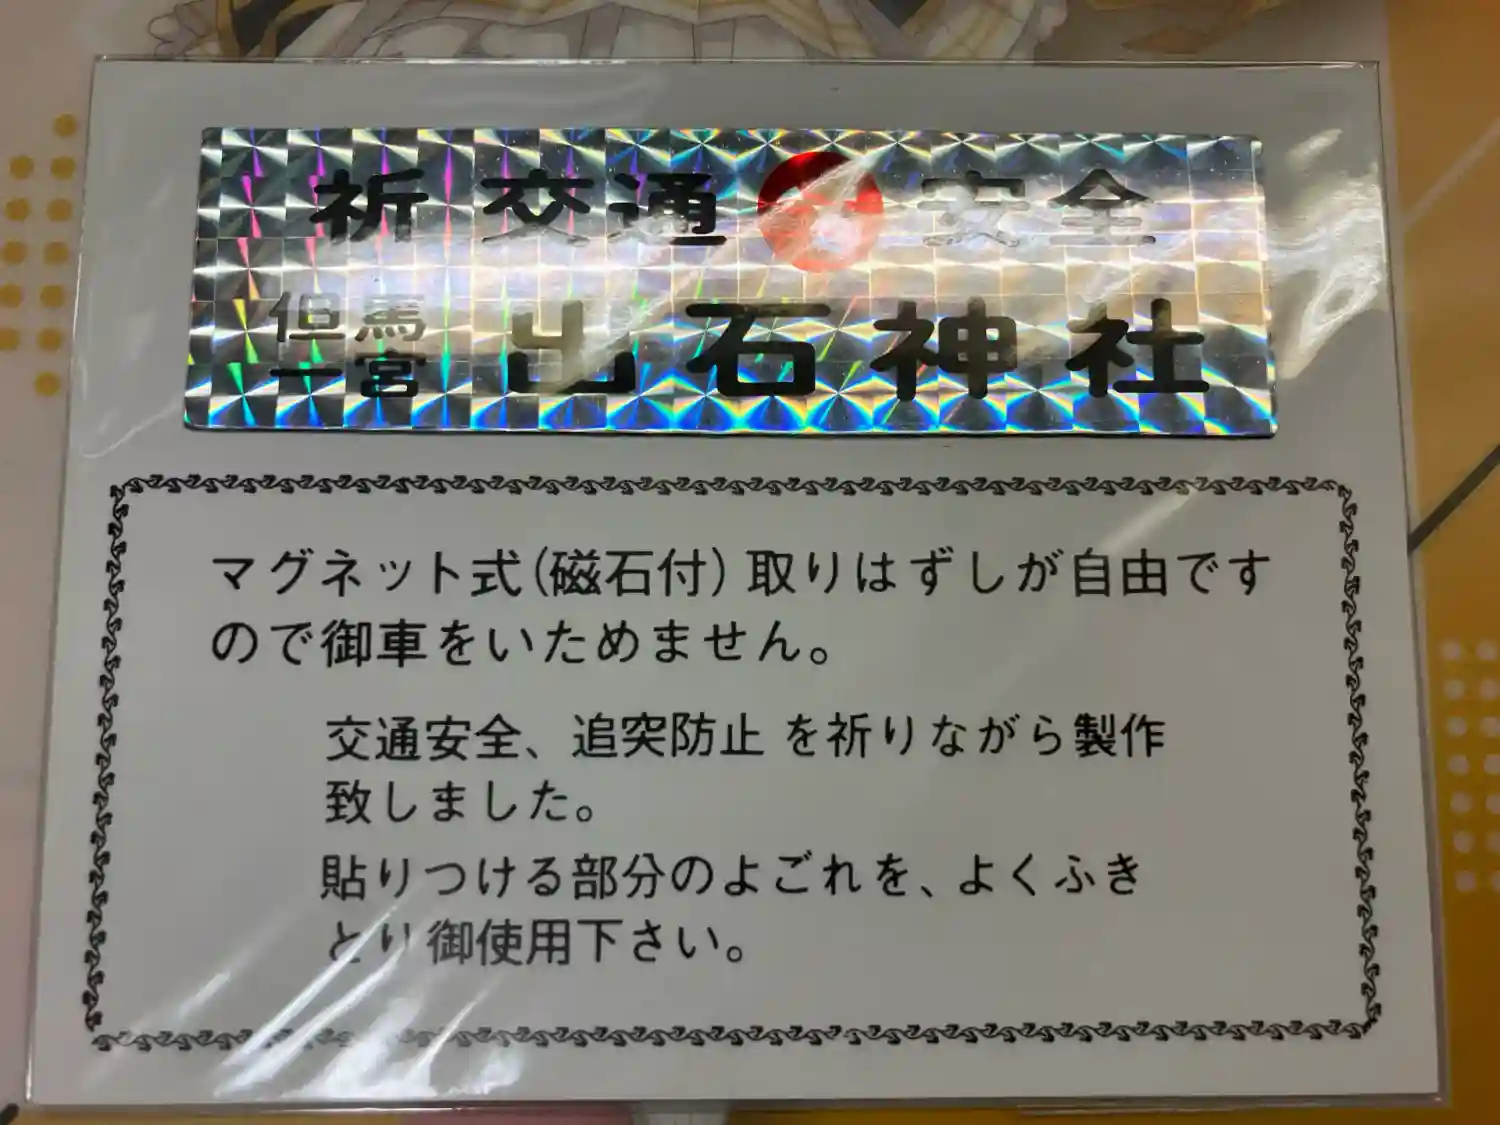 祈 交通安全
但馬
一宮
出石神社
マグネット式(磁石付)取りはずしが自由です
ので御車をいためません。
交通安全、追突防止 を祈りながら製作
致しました。
貼りつける部分のよごれを、よくふき
とり御使用下さい。